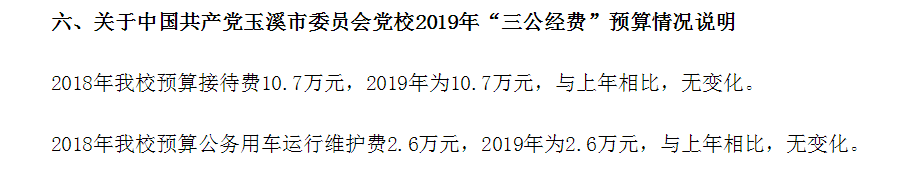 六、关于中国共产党玉溪市委员会党校2019年“三公经费”预算情况说明
2018年我校预算接待费10.7万元，2019年为10.7万元，与上年相比，无变化。
2018年我校预算公务用车运行维护费2.6万元，2019年为2.6万元，与上年相比，无变化。